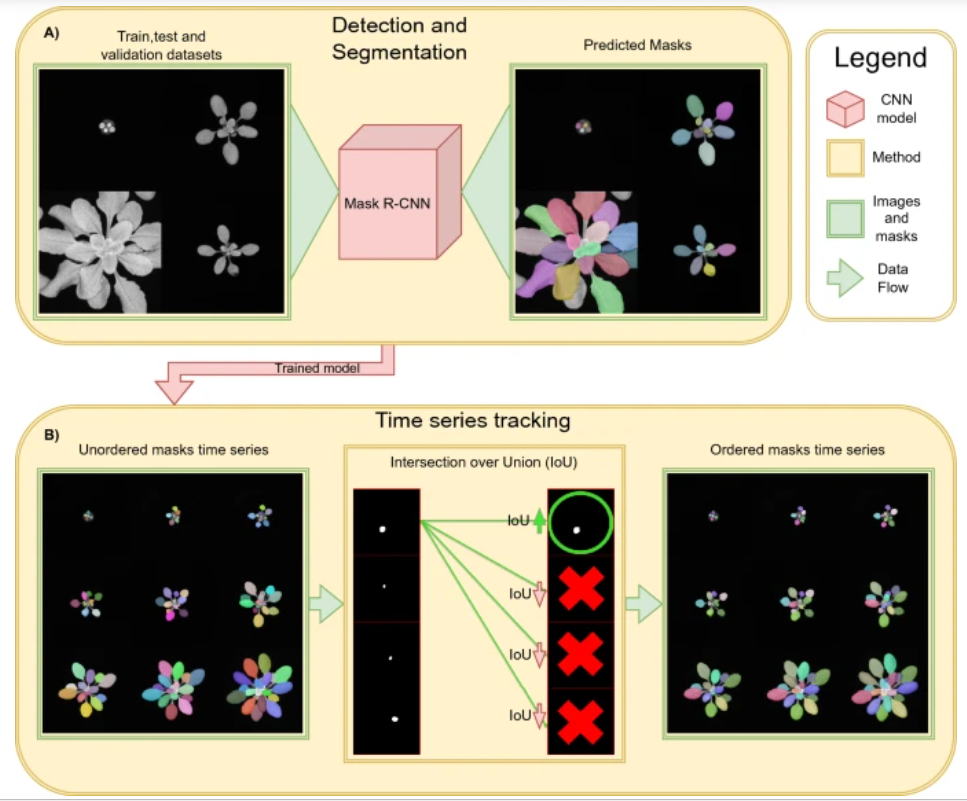 A)
Train,test and
validation datasets
Detection and
Segmentation
Predicted Masks
Mask R-CNN
Legend
CNN
model
Method
Images
and
masks
Data
Flow
Trained model
B)
Time series tracking
Unordered masks time series
Intersection over Union (IoU)
Ordered masks time series
IoU
IoU
IoU
IoU